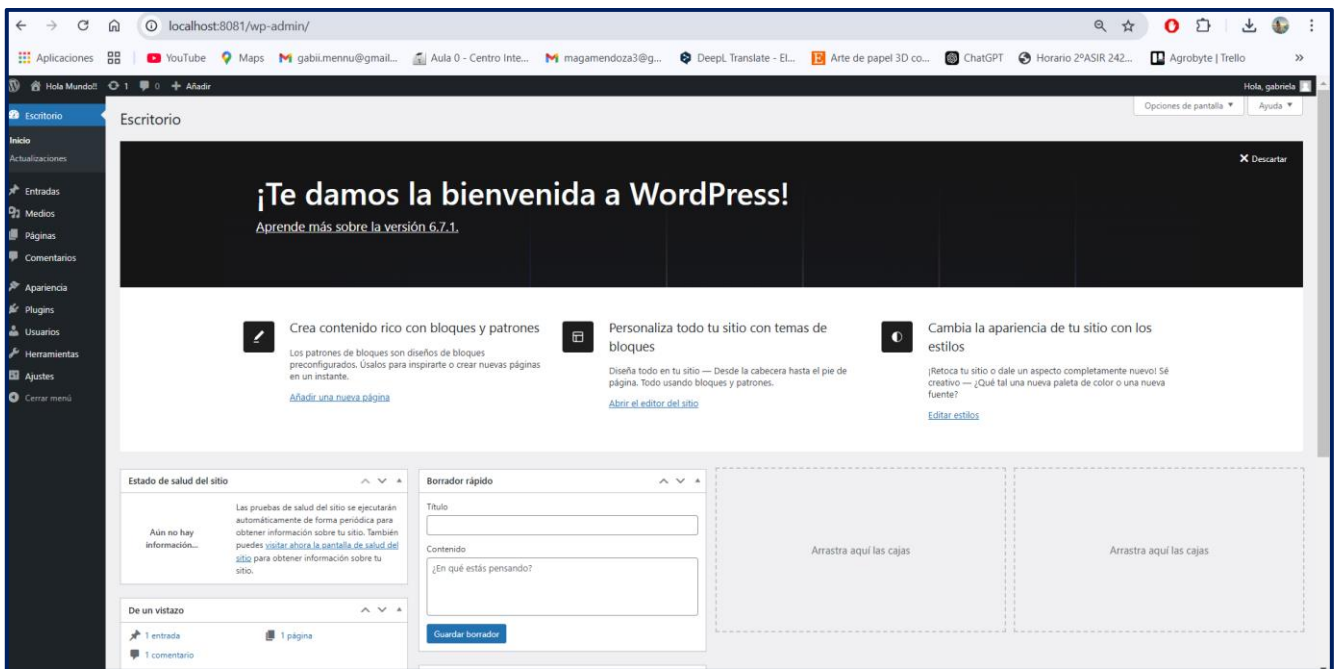 localhost:8081/wp-admin/
Aplicaciones YouTube Maps gabii.mennu@gmail... Aula 0 - Centro Inte... magamendoza3@g... DeepL Translate - El... Arte de papel 3D co... ChatGPT Horario 2ºASIR 242... Agrobyte | Trello »
Hola Mundo!! 1 0 + Añadir Hola, gabriela
Escritorio
Inicio
Actualizaciones
Entradas
Medios
Páginas
Comentarios
Apariencia
Plugins
Usuarios
Herramientas
Ajustes
Cerrar menú
Opciones de pantalla ▼ Ayuda ▼
Escritorio
Descartar
¡Te damos la bienvenida a WordPress!
Aprende más sobre la versión 6.7.1.
Crea contenido rico con bloques y patrones
Los patrones de bloques son diseños de bloques
preconfigurados. Úsalos para inspirarte o crear nuevas páginas
en un instante.
Añadir una nueva página
Personaliza todo tu sitio con temas de
bloques
Diseña todo en tu sitio — Desde la cabecera hasta el pie de
página. Todo usando bloques y patrones.
Abrir el editor del sitio
Cambia la apariencia de tu sitio con los
estilos
¡Retoca tu sitio o dale un aspecto completamente nuevo! Sé
creativo — ¿Qué tal una nueva paleta de color o una nueva
fuente?
Editar estilos
Estado de salud del sitio
Aún no hay
información...
Las pruebas de salud del sitio se ejecutarán
automáticamente de forma periódica para
obtener información sobre tu sitio. También
puedes visitar ahora la pantalla de salud del
sitio para obtener información sobre tu
sitio.
De un vistazo
1 entrada 1 página
1 comentario
Borrador rápido
Título
Contenido
¿En qué estás pensando?
Guardar borrador
Arrastra aquí las cajas
Arrastra aquí las cajas